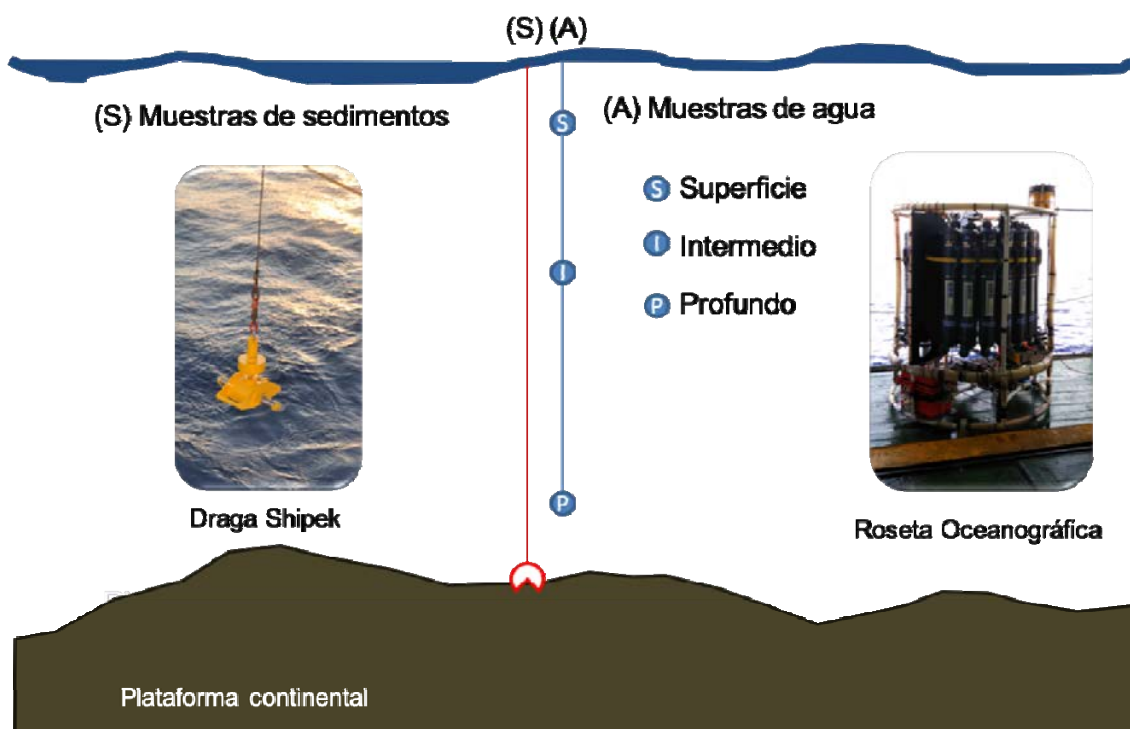 (S) (A)
(S) Muestras de sedimentos
(A) Muestras de agua
S
S Superficie
I Intermedio
I
P Profundo
P
Draga Shipek
Roseta Oceanográfica
Plataforma continental